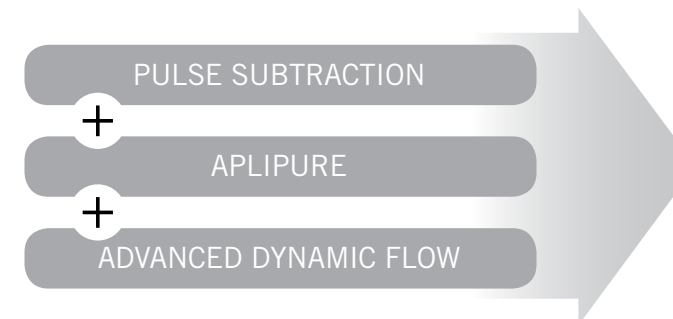 PULSE SUBTRACTION
+
APLIPURE
+
ADVANCED DYNAMIC FLOW